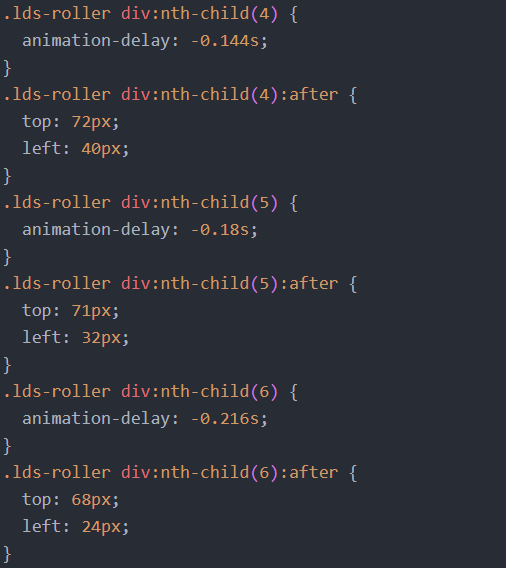 .lds-roller div:nth-child(4) {
  animation-delay: -0.144s;
}
.lds-roller div:nth-child(4):after {
  top: 72px;
  left: 40px;
}
.lds-roller div:nth-child(5) {
  animation-delay: -0.18s;
}
.lds-roller div:nth-child(5):after {
  top: 71px;
  left: 32px;
}
.lds-roller div:nth-child(6) {
  animation-delay: -0.216s;
}
.lds-roller div:nth-child(6):after {
  top: 68px;
  left: 24px;
}